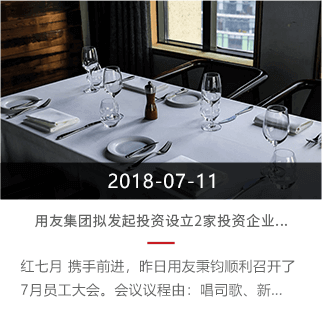 2018-07-11
用友集团拟发起投资设立2家投资企业...
红七月 携手前进，昨日用友秉钧顺利召开了
7月员工大会。会议议程由：唱司歌、新...